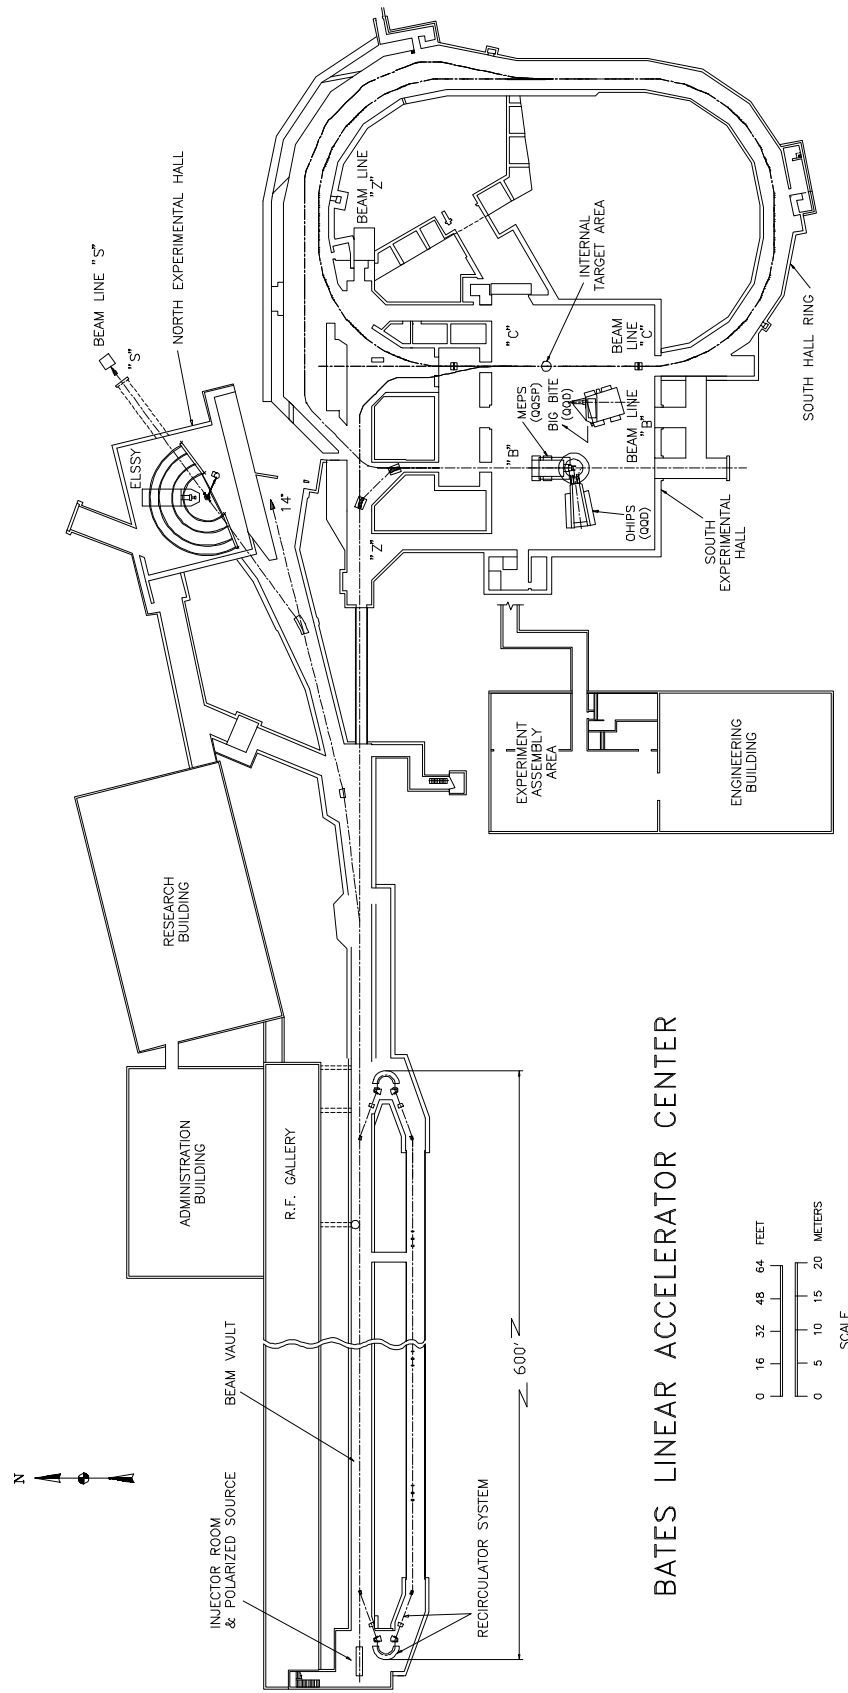 BEAM LINE "S"
"S"
NORTH EXPERIMENTAL HALL
ELSSY
14°
BEAM LINE
"Z"
"Z"
"C"
"B"
INTERNAL
TARGET AREA
BEAM
LINE
"C"
MEPS
(QQSP)
BIG BITE
(QQD)
BEAM LINE
"B"
OHIPS
(QQD)
SOUTH
EXPERIMENTAL
HALL
SOUTH HALL RING
EXPERIMENT
ASSEMBLY
AREA
ENGINEERING
BUILDING
RESEARCH
BUILDING
ADMINISTRATION
BUILDING
R.F. GALLERY
BEAM VAULT
INJECTOR ROOM
& POLARIZED SOURCE
RECIRCULATOR SYSTEM
600'
N
BATES LINEAR ACCELERATOR CENTER
0 16 32 48 64 FEET
0 5 10 15 20 METERS
SCALE